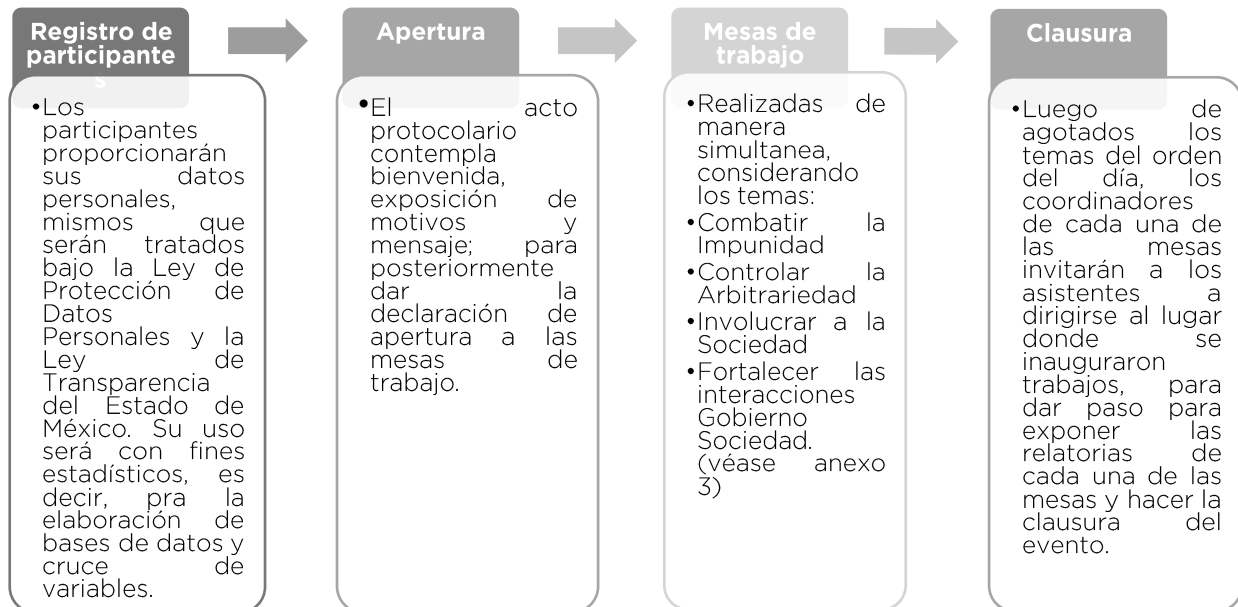 Registro de
participante
s
•Los
participantes
proporcionarán
sus datos
personales,
mismos que
serán tratados
bajo la Ley de
Protección de
Datos
Personales y la
Ley de
Transparencia
del Estado de
México. Su uso
será con fines
estadísticos, es
decir, pra la
elaboración de
bases de datos y
cruce de
variables.
Apertura
•El acto
protocolario
contempla
bienvenida,
exposición de
motivos y
mensaje; para
posteriormente
dar la
declaración de
apertura a las
mesas de
trabajo.
Mesas de
trabajo
•Realizadas de
manera
simultanea,
considerando
los temas:
•Combatir la
Impunidad
•Controlar la
Arbitrariedad
•Involucrar a la
Sociedad
•Fortalecer las
interacciones
Gobierno
Sociedad.
(véase anexo
3)
Clausura
•Luego de
agotados los
temas del orden
del día, los
coordinadores
de cada una de
las mesas
invitarán a los
asistentes a
dirigirse al lugar
donde se
inauguraron
trabajos, para
dar paso para
exponer las
relatorias de
cada una de las
mesas y hacer la
clausura del
evento.